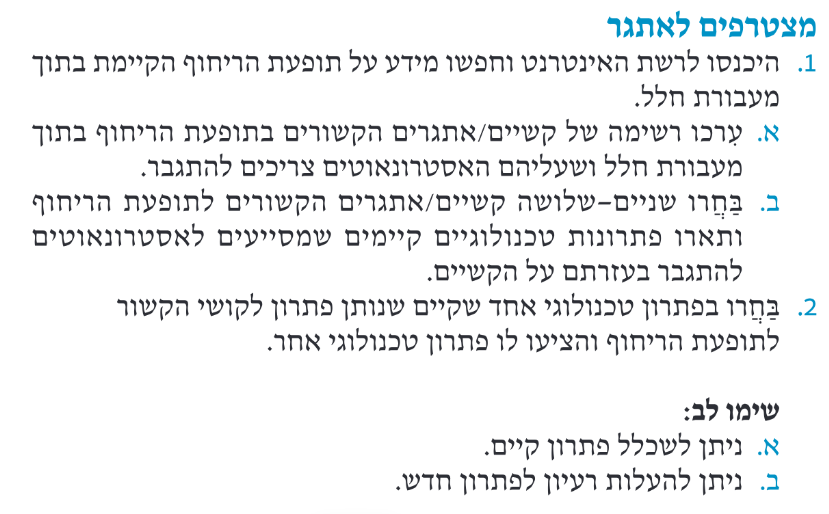 מצטרפים לאתגר
1. היכנסו לרשת האינטרנט וחפשו מידע על תופעת הריחוף הקיימת בתוך
מעבורת חלל.
א. עִרכו רשימה של קשיים/אתגרים הקשורים בתופעת הריחוף בתוך
מעבורת חלל ושעליהם האסטרונאוטים צריכים להתגבר.
ב. בַּחֲרו שניים–שלושה קשיים/אתגרים הקשורים לתופעת הריחוף
ותארו פתרונות טכנולוגיים קיימים שמסייעים לאסטרונאוטים
להתגבר בעזרתם על הקשיים.
2. בַּחֲרו בפתרון טכנולוגי אחד שקיים שנותן פתרון לקושי הקשור
לתופעת הריחוף והציעו לו פתרון טכנולוגי אחר.
שימו לב:
א. ניתן לשכלל פתרון קיים.
ב. ניתן להעלות רעיון לפתרון חדש.